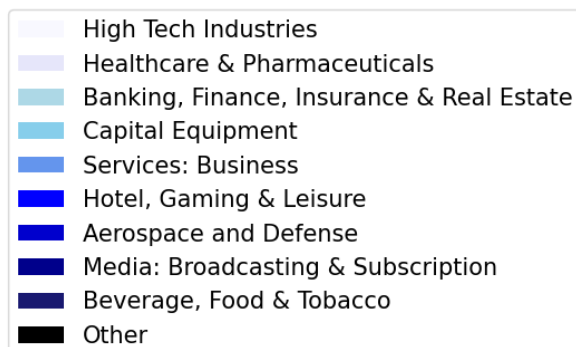 High Tech Industries
Healthcare & Pharmaceuticals
Banking, Finance, Insurance & Real Estate
Capital Equipment
Services: Business
Hotel, Gaming & Leisure
Aerospace and Defense
Media: Broadcasting & Subscription
Beverage, Food & Tobacco
Other